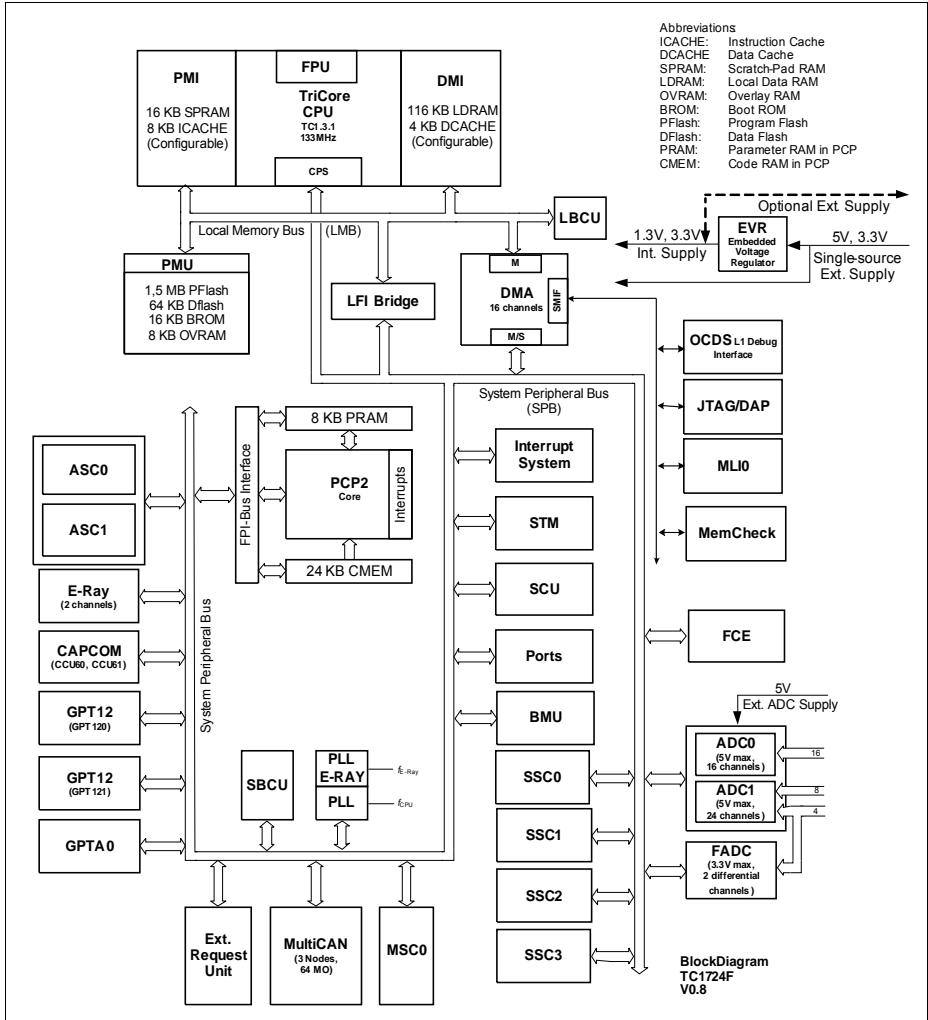 Abbreviations:
ICACHE: Instruction Cache
DCACHE Data Cache
SPRAM: Scratch-Pad RAM
LDRAM: Local Data RAM
OVRAM: Overlay RAM
BROM: Boot ROM
PFlash: Program Flash
DFlash: Data Flash
PRAM: Parameter RAM in PCP
CMEM: Code RAM in PCP
PMI
16 KB SPRAM
8 KB ICACHE
(Configurable)
FPU
TriCore
CPU
TC1.3.1
133MHz
CPS
DMI
116 KB LDRAM
4 KB DCACHE
(Configurable)
Local Memory Bus (LMB)
LBCU
Optional Ext. Supply
EVR
Embedded
Voltage
Regulator
1.3V, 3.3V
Int. Supply
5V, 3.3V
Single-source
Ext. Supply
PMU
1,5 MB PFlash
64 KB Dflash
16 KB BROM
8 KB OVRAM
LFI Bridge
M
DMA
16 channels
SMIF
M/S
OCDS L1 Debug
Interface
JTAG/DAP
MLI0
MemCheck
System Peripheral Bus
(SPB)
FPI-Bus Interface
8 KB PRAM
PCP2
Core
Interrupts
24 KB CMEM
ASC0
ASC1
E-Ray
(2 channels)
CAPCOM
(CCU60, CCU61)
GPT12
(GPT120)
GPT12
(GPT121)
GPTA0
System Peripheral Bus
Interrupt
System
STM
SCU
Ports
BMU
SSC0
SSC1
SSC2
SSC3
FCE
5V
Ext. ADC Supply
ADC0
(5V max,
16 channels)
16
ADC1
(5V max,
24 channels)
8
4
FADC
(3.3V max,
2 differential
channels)
SBCU
PLL
E-RAY
fE-Ray
PLL
fCPU
Ext.
Request
Unit
MultiCAN
(3 Nodes,
64 MO)
MSC0
BlockDiagram
TC1724F
V0.8